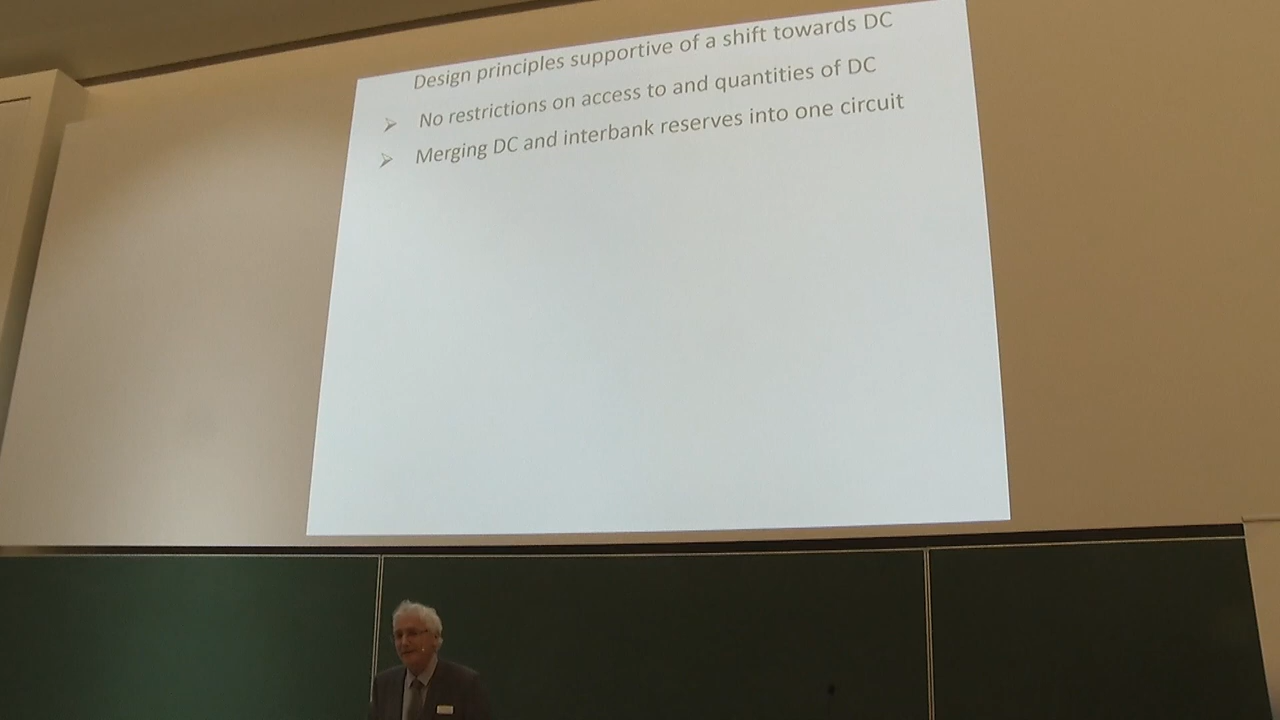 Design principles supportive of a shift towards DC
No restrictions on access to and quantities of DC
Merging DC and interbank reserves into one circuit